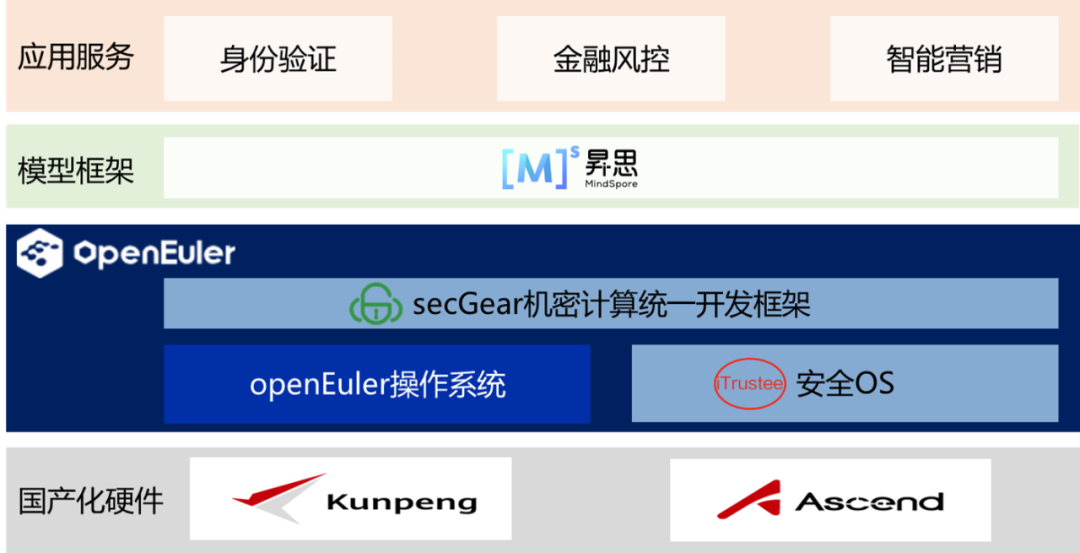 应用服务
身份验证
金融风控
智能营销
模型框架
[M]s 昇思
MindSpore
OpenEuler
secGear机密计算统一开发框架
openEuler操作系统
iTrustee 安全OS
国产化硬件
Kunpeng
Ascend